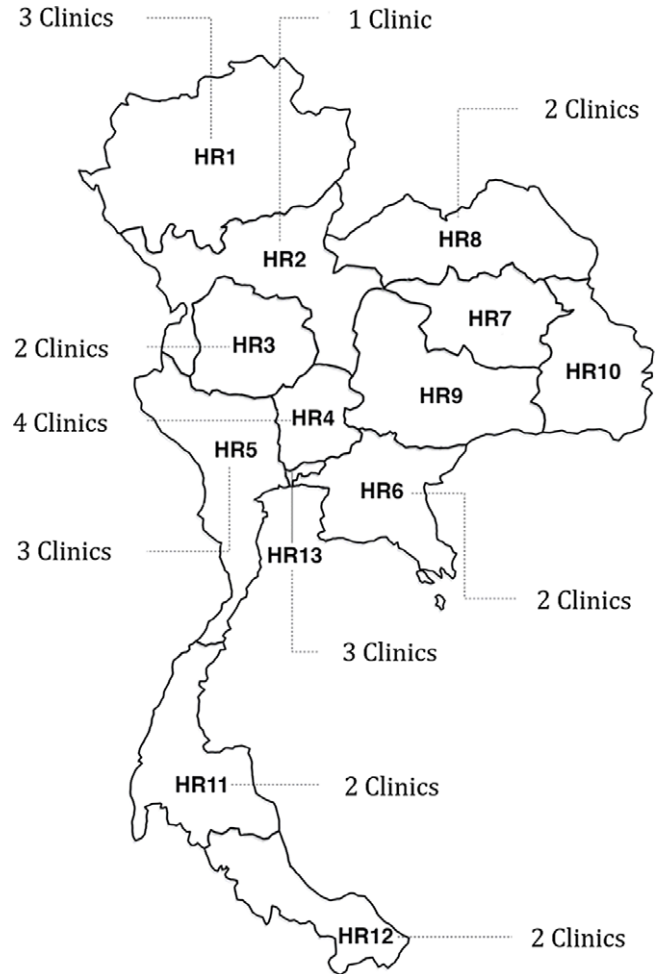 3 Clinics
1 Clinic
2 Clinics
HR1
HR8
HR2
HR7
2 Clinics
HR3
HR10
HR9
4 Clinics
HR4
HR5
HR6
3 Clinics
HR13
2 Clinics
3 Clinics
HR11
2 Clinics
HR12
2 Clinics